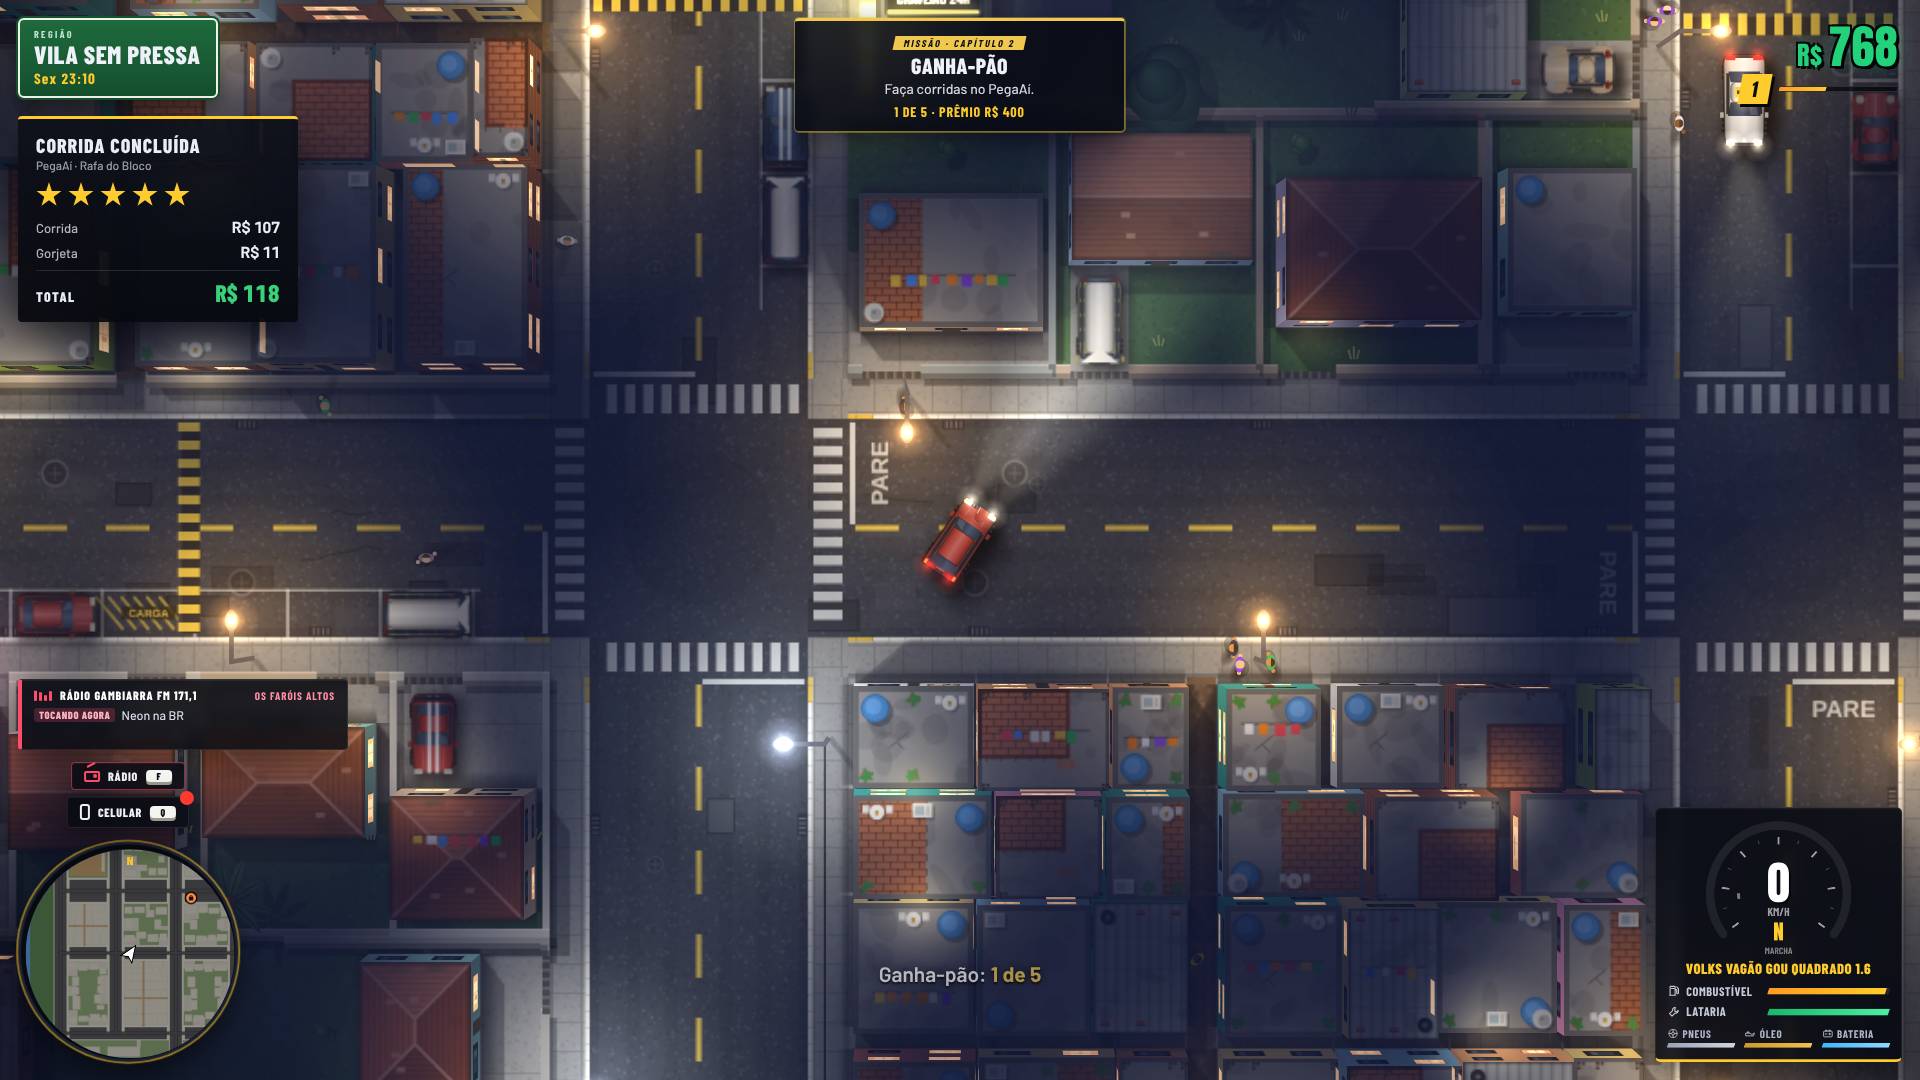 REGIÃO
VILA SEM PRESSA
Sex 23:10
MISSÃO · CAPÍTULO 2
GANHA-PÃO
Faça corridas no PegaAí.
1 DE 5 · PRÊMIO R$ 400
R$ 768
1
CORRIDA CONCLUÍDA
PegaAí · Rafa do Bloco
Corrida R$ 107
Gorjeta R$ 11
TOTAL R$ 118
PARE
PARE
CARGA
PARE
RÁDIO GAMBIARRA FM 171,1 OS FARÓIS ALTOS
TOCANDO AGORA Neon na BR
RÁDIO F
CELULAR Q
N
Ganha-pão: 1 de 5
0
KM/H
N
MARCHA
VOLKS VAGÃO GOU QUADRADO 1.6
COMBUSTÍVEL
LATARIA
PNEUS ÓLEO BATERIA